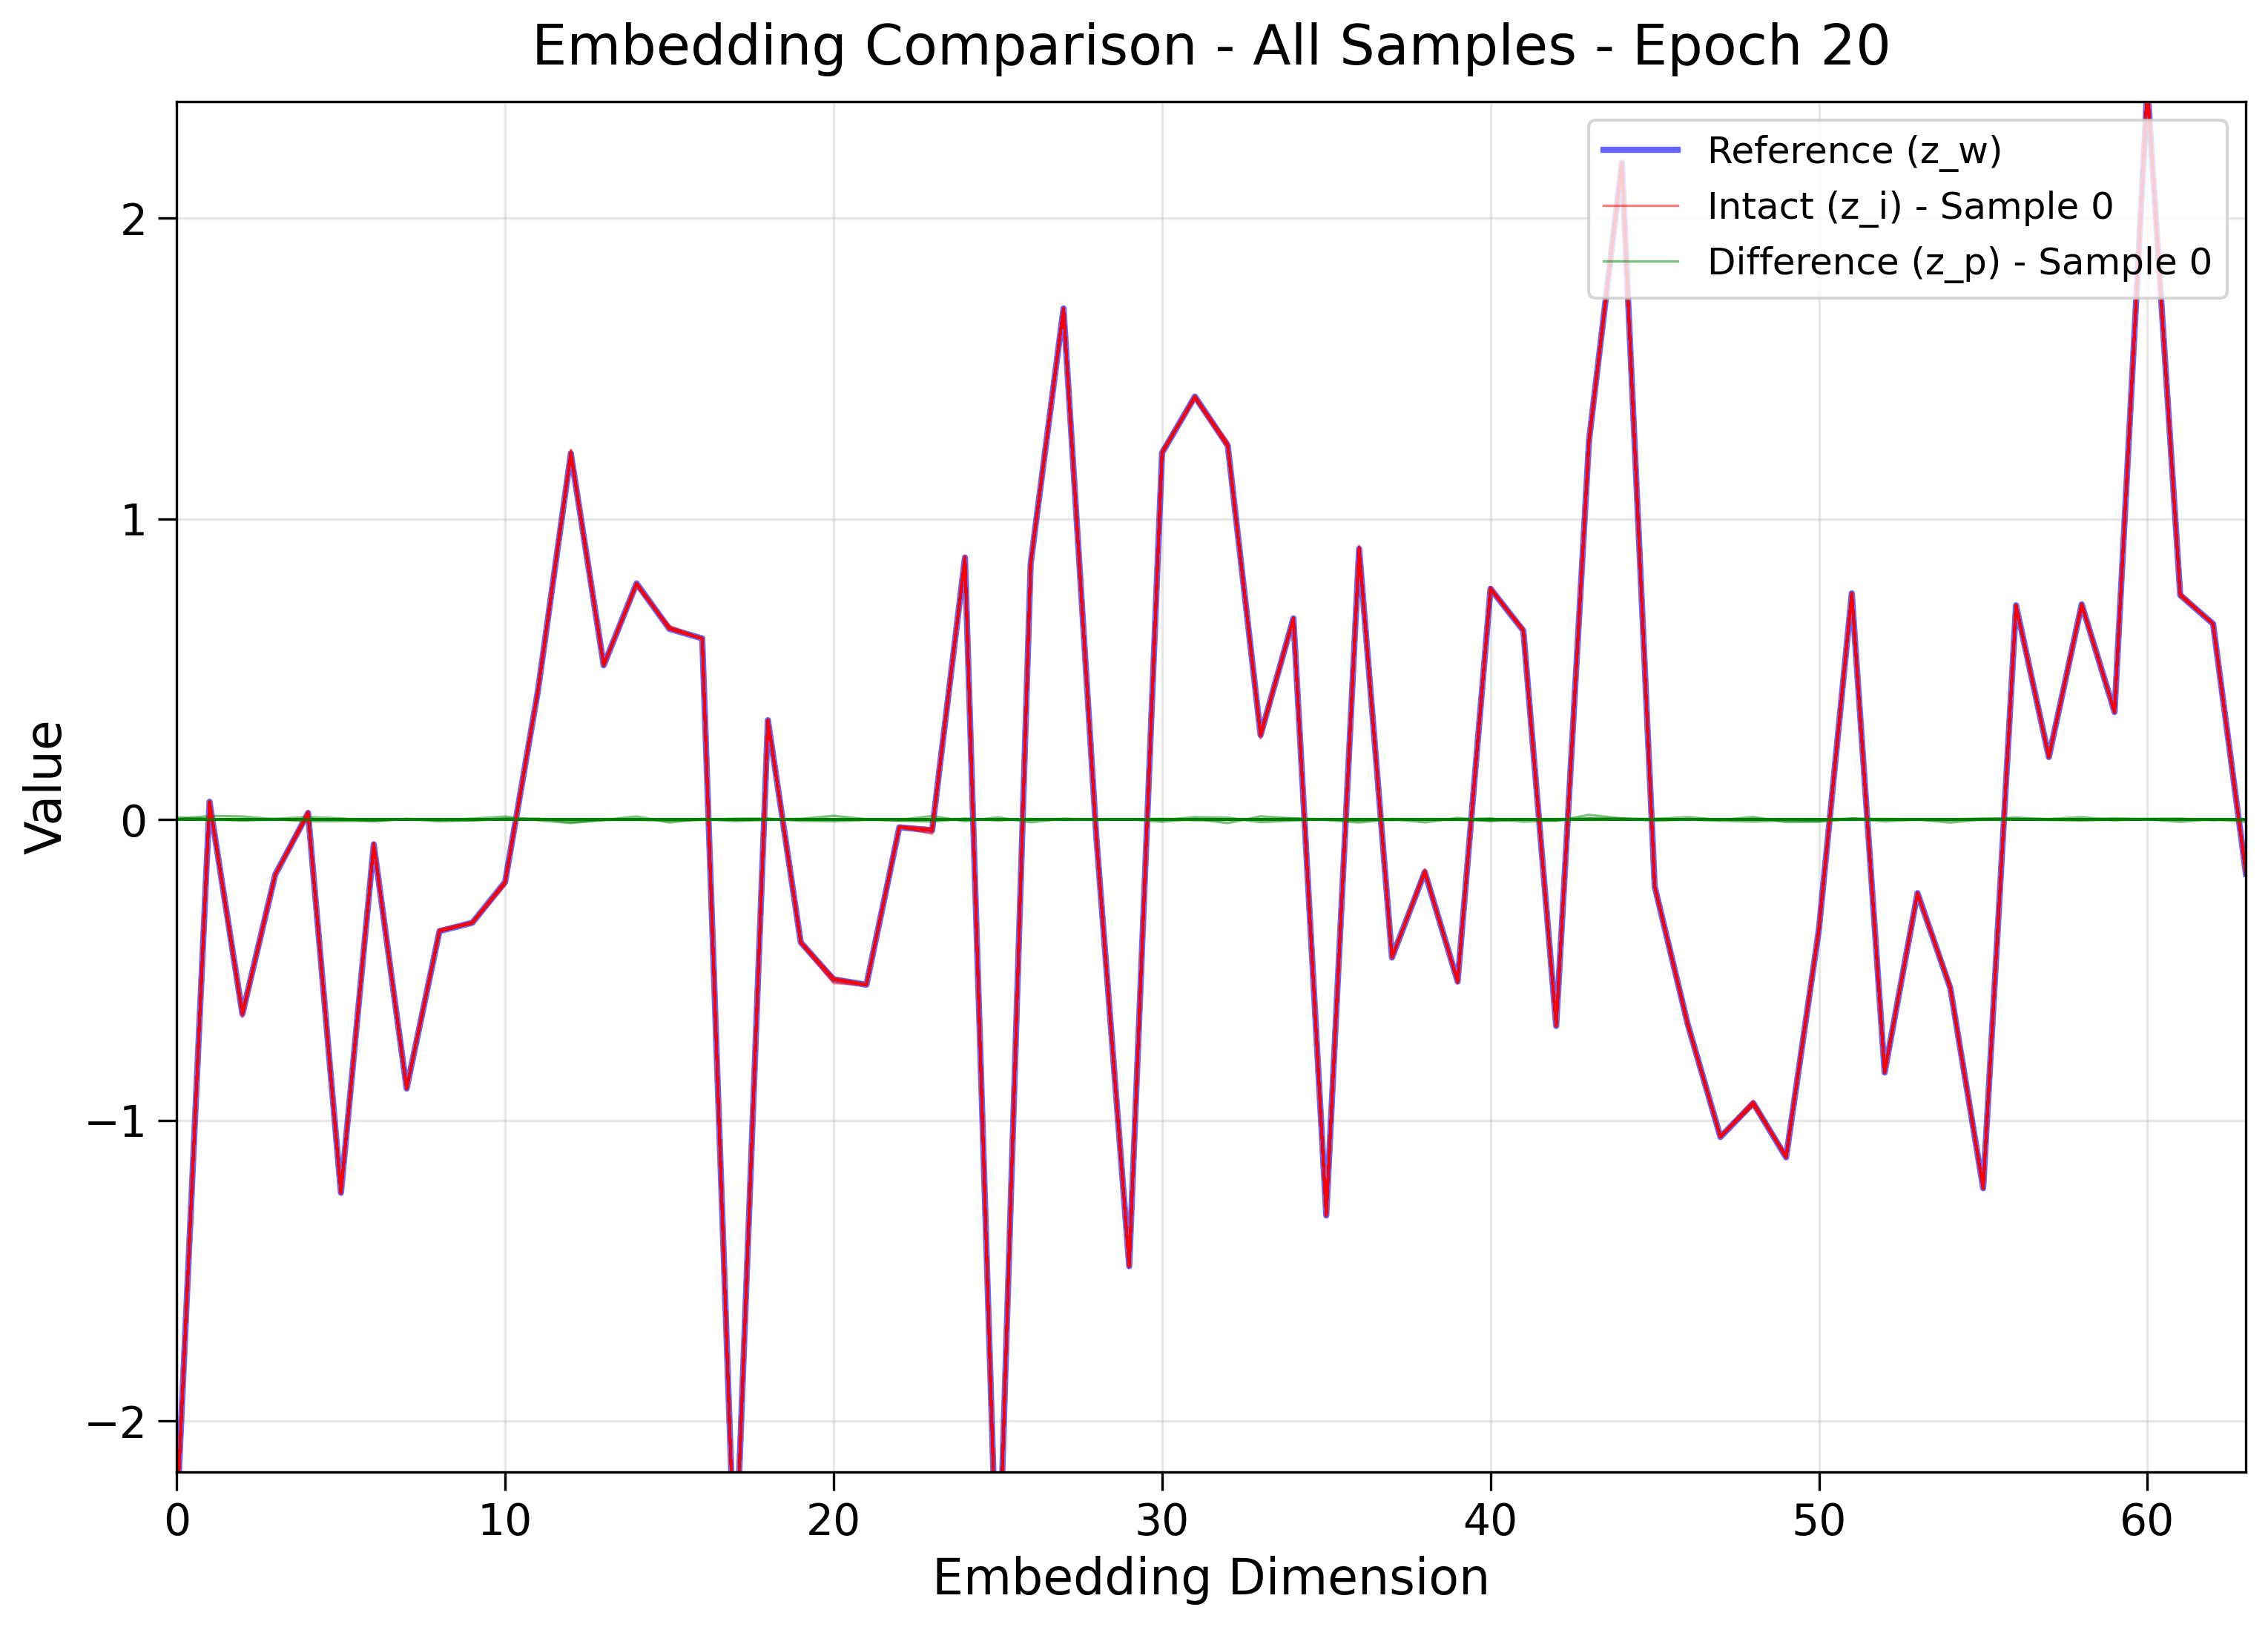 Embedding Comparison - All Samples - Epoch 20
Reference (z_w)
Intact (z_i) - Sample 0
Difference (z_p) - Sample 0
Value
2
1
0
−1
−2
0 10 20 30 40 50 60
Embedding Dimension